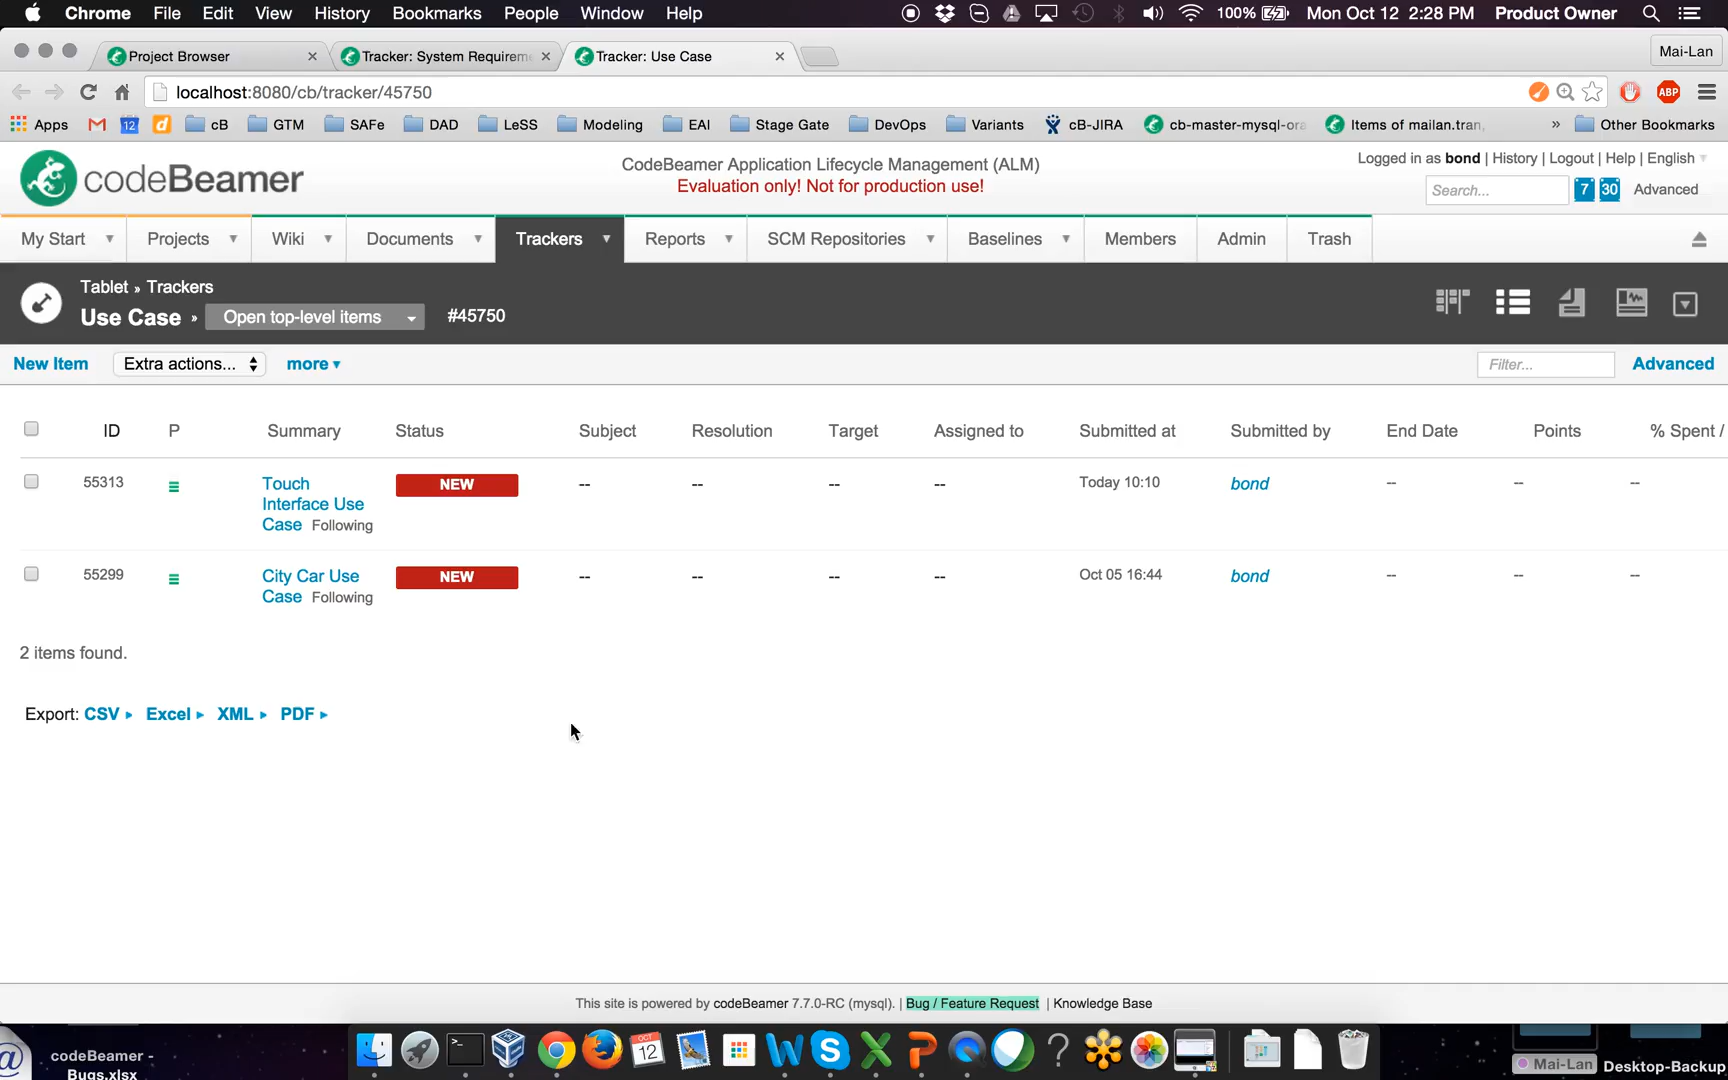 Chrome File Edit View History Bookmarks People Window Help 100% Mon Oct 12 2:28 PM Product Owner
Project Browser Tracker: System Requirem Tracker: Use Case Mai-Lan
localhost:8080/cb/tracker/45750 ABP
Apps 12 cB GTM SAFe DAD LeSS Modeling EAI Stage Gate DevOps Variants cB-JIRA cb-master-mysql-ora Items of mailan.tran, » Other Bookmarks
codeBeamer
CodeBeamer Application Lifecycle Management (ALM)
Evaluation only! Not for production use!
Logged in as bond | History | Logout | Help | English
Search... 7 30 Advanced
My Start Projects Wiki Documents Trackers Reports SCM Repositories Baselines Members Admin Trash
Tablet » Trackers
Use Case » Open top-level items #45750
New Item Extra actions... more Filter... Advanced
ID P Summary Status Subject Resolution Target Assigned to Submitted at Submitted by End Date Points % Spent /
55313 Touch Interface Use Case Following NEW -- -- -- -- Today 10:10 bond -- -- --
55299 City Car Use Case Following NEW -- -- -- -- Oct 05 16:44 bond -- -- --
2 items found.
Export: CSV Excel XML PDF
This site is powered by codeBeamer 7.7.0-RC (mysql). | Bug / Feature Request | Knowledge Base
codeBeamer -
Bugs.xlsx
OCT
12
Mai-Lan Desktop-Backup